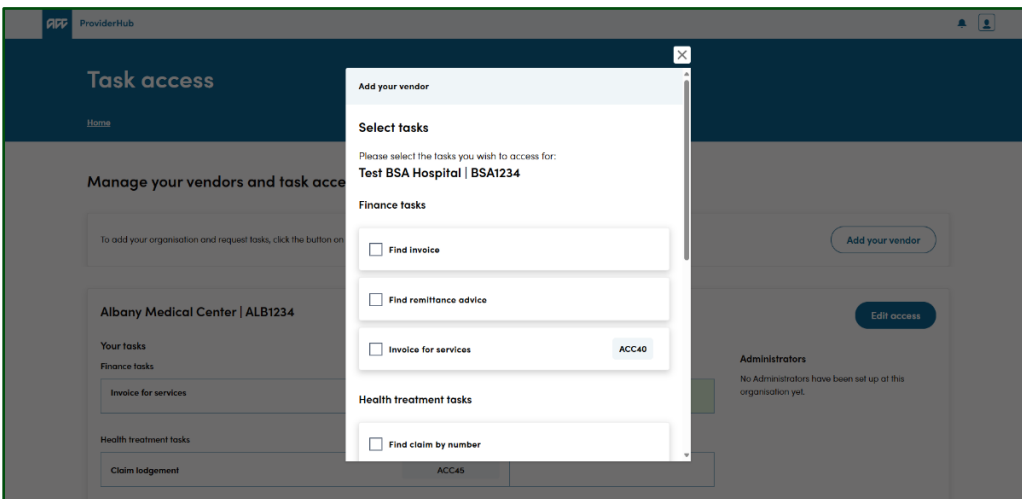 ACC ProviderHub
Task access
Home
Manage your vendors and task acce
To add your organisation and request tasks, click the button on
Add your vendor
Albany Medical Center | ALB1234
Edit access
Your tasks
Finance tasks
Invoice for services
Health treatment tasks
Claim lodgement
ACC45
Administrators
No Administrators have been set up at this
organisation yet.
Add your vendor
Select tasks
Please select the tasks you wish to access for:
Test BSA Hospital | BSA1234
Finance tasks
Find invoice
Find remittance advice
Invoice for services
ACC40
Health treatment tasks
Find claim by number